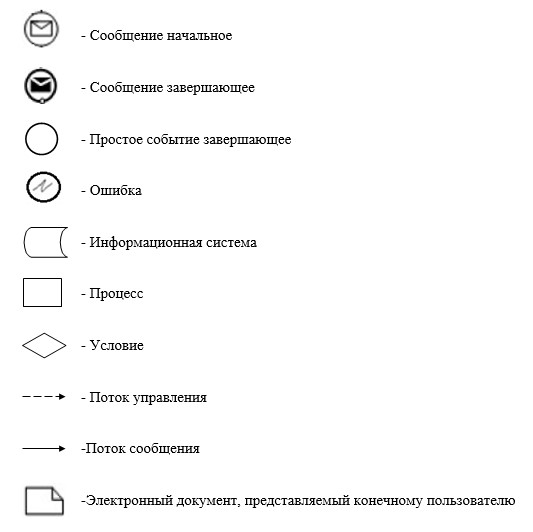 - Сообщение начальное
- Сообщение завершающее
- Простое событие завершающее
- Ошибка
- Информационная система
- Процесс
- Условие
- Поток управления
-Поток сообщения
-Электронный документ, представляемый конечному пользователю